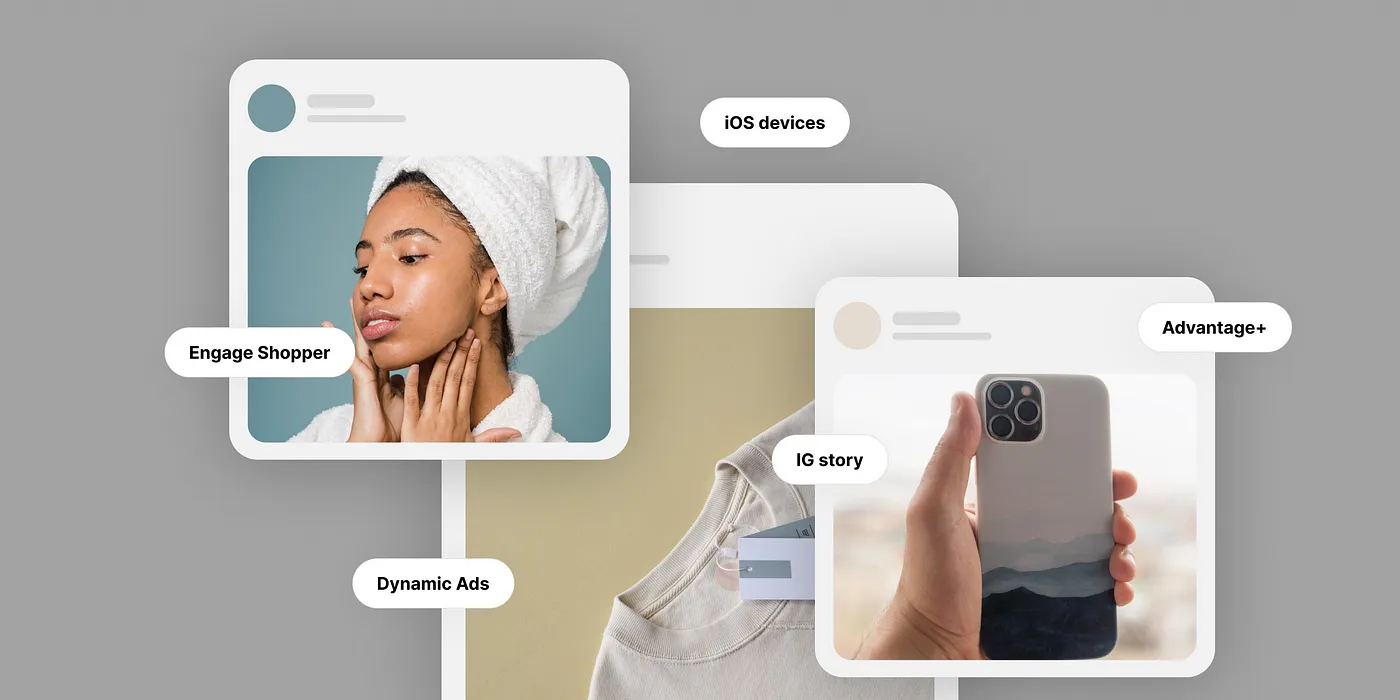 iOS devices
Engage Shopper
Advantage+
IG story
Dynamic Ads